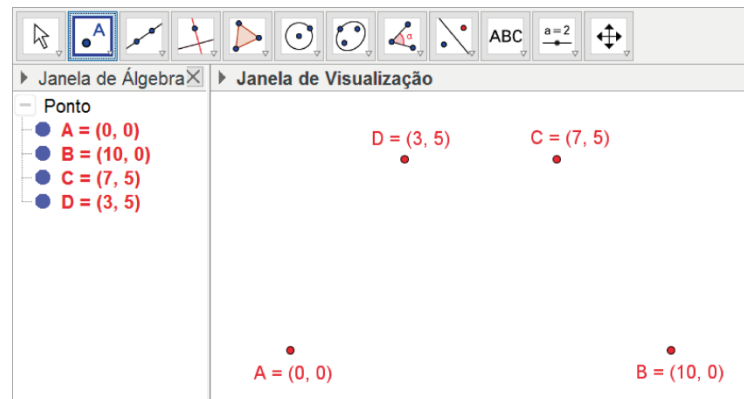 A
α
ABC
a=2
Janela de Álgebra
Janela de Visualização
Ponto
A = (0, 0)
B = (10, 0)
C = (7, 5)
D = (3, 5)
D = (3, 5)
C = (7, 5)
A = (0, 0)
B = (10, 0)